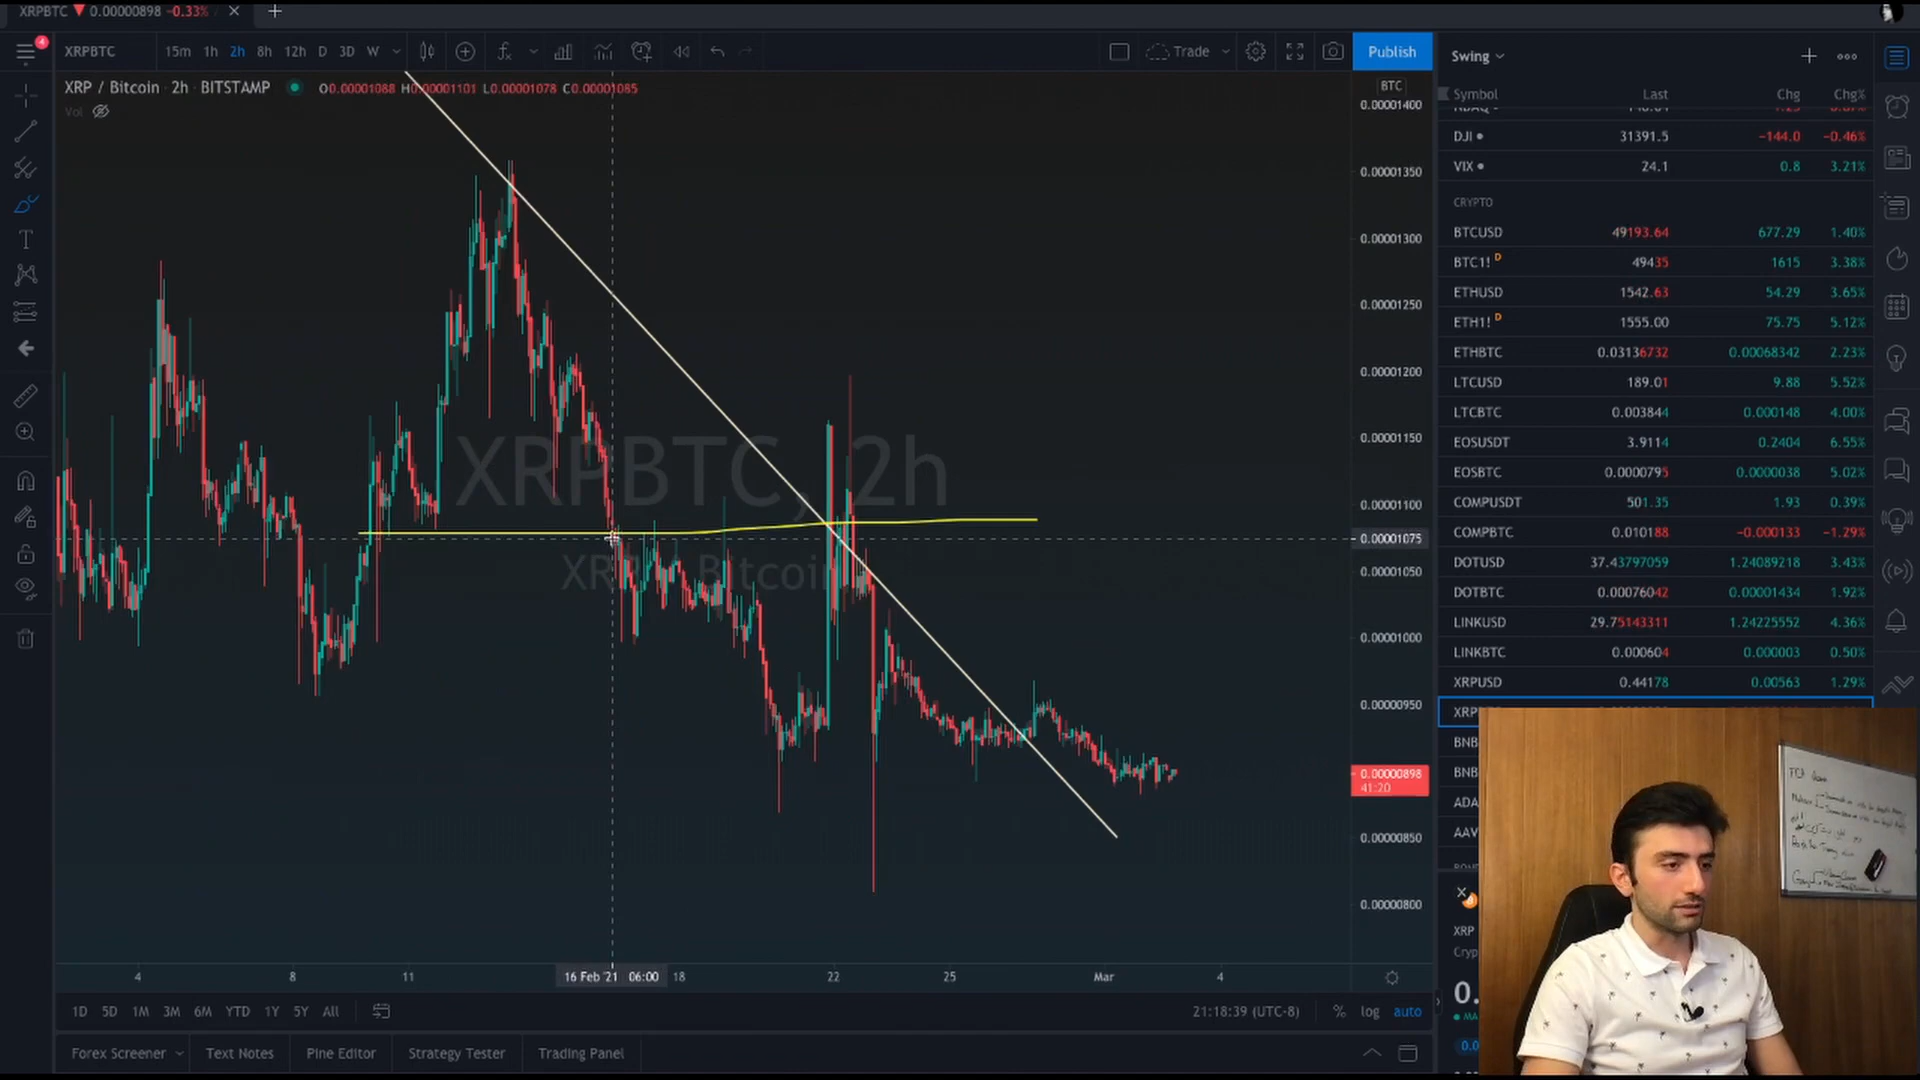 XRPBTC ▼ 0.00000898 -0.33% × +
4
XRPBTC 15m 1h 2h 8h 12h D 3D W Trade Publish
XRP / Bitcoin · 2h · BITSTAMP O0.00001088 H0.00001101 L0.00001078 C0.00001085
Vol
BTC
0.00001400
0.00001350
0.00001300
0.00001250
0.00001200
0.00001150
0.00001100
0.00001075
0.00001050
0.00001000
0.00000950
0.00000898
41:20
0.00000850
0.00000800
XRPBTC, 2h
XRP / Bitcoin
4 8 11 16 Feb '21 06:00 18 22 25 Mar 4
1D 5D 1M 3M 6M YTD 1Y 5Y All 21:18:39 (UTC-8) % log auto
Forex Screener Text Notes Pine Editor Strategy Tester Trading Panel
Swing
Symbol Last Chg Chg%
DJI 31391.5 −144.0 −0.46%
VIX 24.1 0.8 3.21%
CRYPTO
BTCUSD 49193.64 677.29 1.40%
BTC1! D 49435 1615 3.38%
ETHUSD 1542.63 54.29 3.65%
ETH1! D 1555.00 75.75 5.12%
ETHBTC 0.03136732 0.00068342 2.23%
LTCUSD 189.01 9.88 5.52%
LTCBTC 0.003844 0.000148 4.00%
EOSUSDT 3.9114 0.2404 6.55%
EOSBTC 0.0000795 0.0000038 5.02%
COMPUSDT 501.35 1.93 0.39%
COMPBTC 0.010188 −0.000133 −1.29%
DOTUSD 37.43797059 1.24089218 3.43%
DOTBTC 0.00076042 0.00001434 1.92%
LINKUSD 29.75143311 1.24225552 4.36%
LINKBTC 0.000604 0.000003 0.50%
XRPUSD 0.44178 0.00563 1.29%
XRP
BNB
BNB
ADA
AAV
XRP
Cryp
0.
MA
0.0